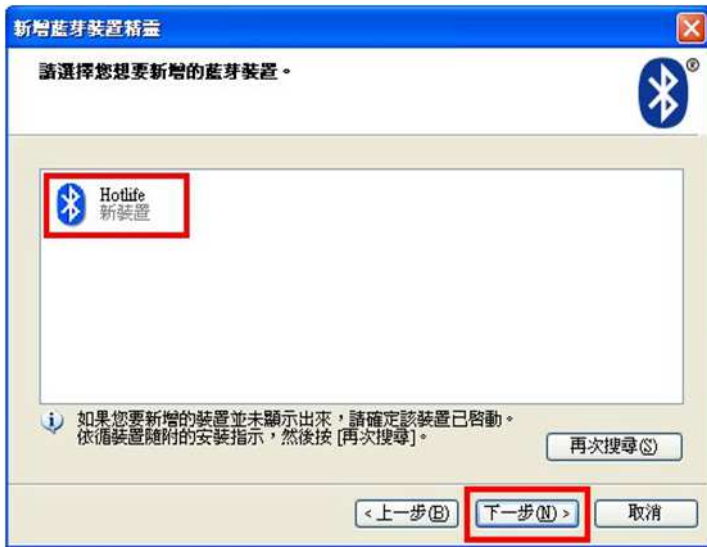 新增藍芽裝置精靈
請選擇您想要新增的藍芽裝置。
®
Hotlife
新裝置
如果您要新增的裝置並未顯示出來，請確定該裝置已啟動。
依循裝置隨附的安裝指示，然後按 [再次搜尋]。
再次搜尋(S)
<上一步(B)
下一步(N) >
取消